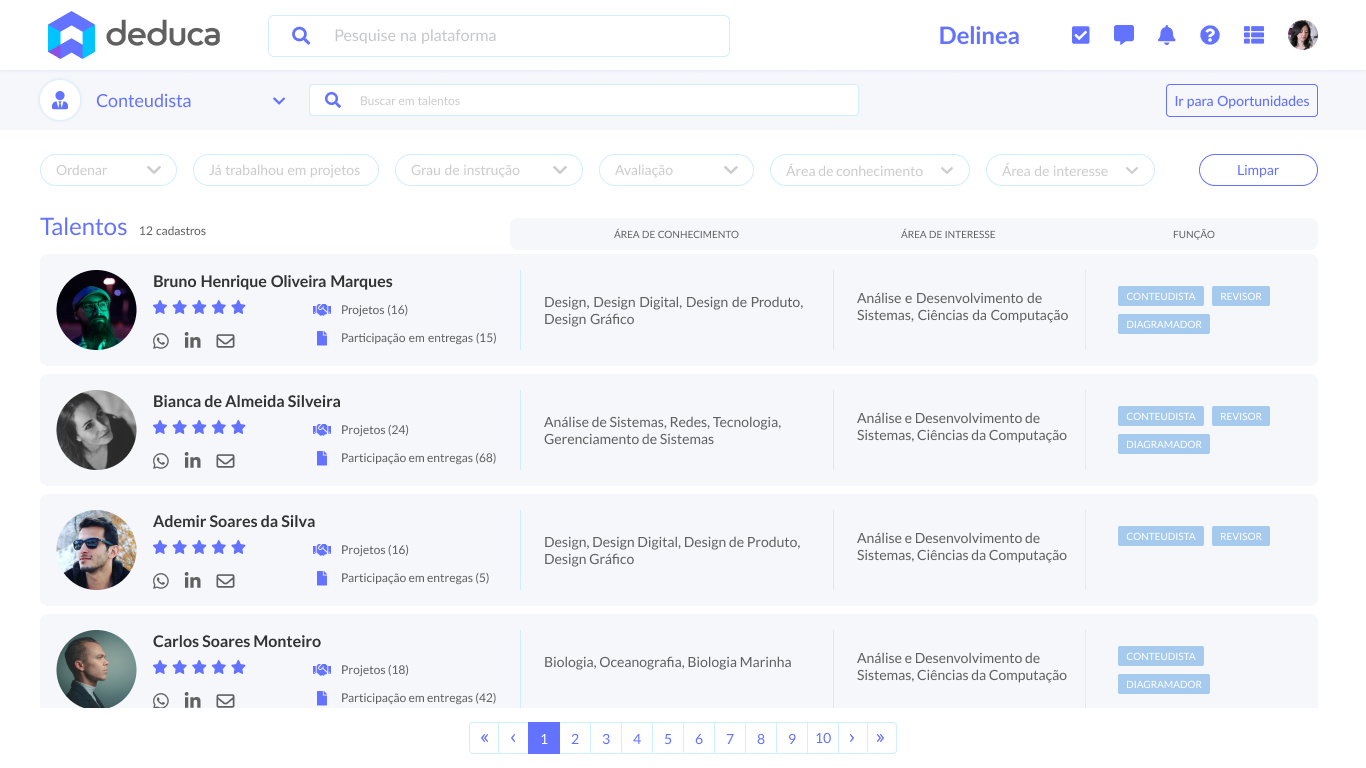 deduca
Pesquise na plataforma
Delinea
Conteudista
Buscar em talentos
Ir para Oportunidades
Ordenar
Já trabalhou em projetos
Grau de instrução
Avaliação
Área de conhecimento
Área de interesse
Limpar
Talentos 12 cadastros
ÁREA DE CONHECIMENTO
ÁREA DE INTERESSE
FUNÇÃO
Bruno Henrique Oliveira Marques
Projetos (16)
Participação em entregas (15)
Design, Design Digital, Design de Produto,
Design Gráfico
Análise e Desenvolvimento de
Sistemas, Ciências da Computação
CONTEUDISTA
REVISOR
DIAGRAMADOR
Bianca de Almeida Silveira
Projetos (24)
Participação em entregas (68)
Análise de Sistemas, Redes, Tecnologia,
Gerenciamento de Sistemas
Análise e Desenvolvimento de
Sistemas, Ciências da Computação
CONTEUDISTA
REVISOR
DIAGRAMADOR
Ademir Soares da Silva
Projetos (16)
Participação em entregas (5)
Design, Design Digital, Design de Produto,
Design Gráfico
Análise e Desenvolvimento de
Sistemas, Ciências da Computação
CONTEUDISTA
REVISOR
Carlos Soares Monteiro
Projetos (18)
Participação em entregas (42)
Biologia, Oceanografia, Biologia Marinha
Análise e Desenvolvimento de
Sistemas, Ciências da Computação
CONTEUDISTA
DIAGRAMADOR
« ‹ 1 2 3 4 5 6 7 8 9 10 › »